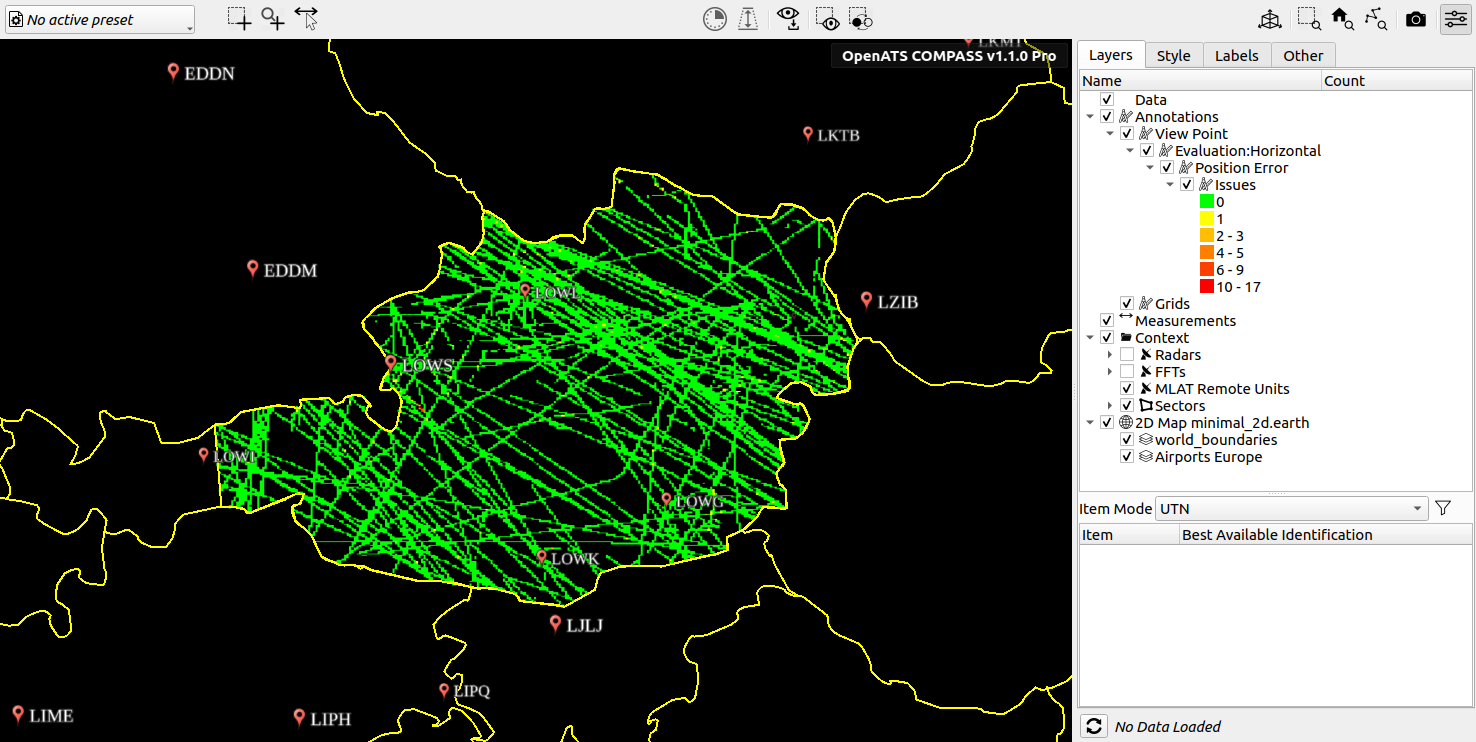 No active preset
OpenATS COMPASS v1.1.0 Pro
LKMT
EDDN
LKTB
EDDM
LZIB
LOWL
LOWS
LOWI
LOWG
LOWK
LJLJ
LIPQ
LIME
LIPH
Layers Style Labels Other
Name Count
Data
Annotations
View Point
Evaluation:Horizontal
Position Error
Issues
0
1
2 - 3
4 - 5
6 - 9
10 - 17
Grids
Measurements
Context
Radars
FFTs
MLAT Remote Units
Sectors
2D Map minimal_2d.earth
world_boundaries
Airports Europe
Item Mode UTN
Item Best Available Identification
No Data Loaded